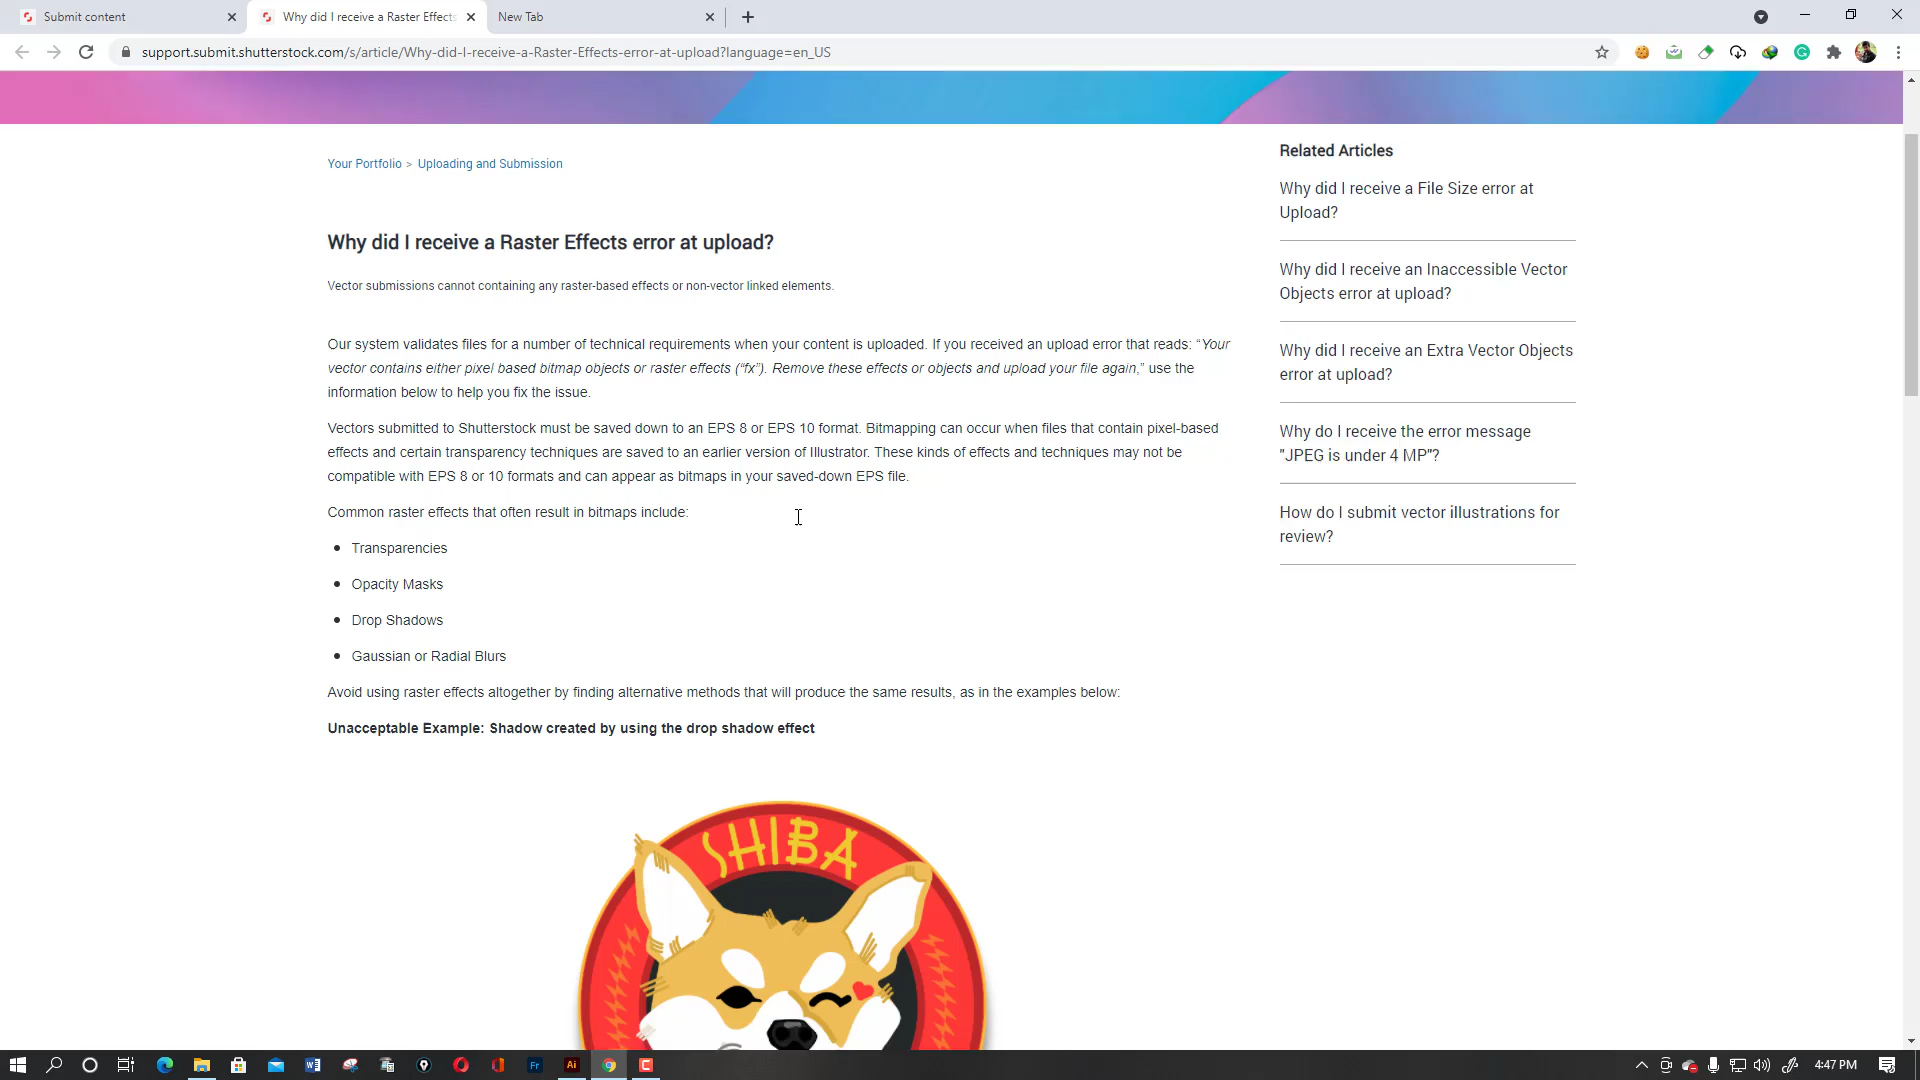 Submit content
Why did I receive a Raster Effects
New Tab
support.submit.shutterstock.com/s/article/Why-did-I-receive-a-Raster-Effects-error-at-upload?language=en_US
Your Portfolio > Uploading and Submission
Why did I receive a Raster Effects error at upload?
Vector submissions cannot containing any raster-based effects or non-vector linked elements.
Our system validates files for a number of technical requirements when your content is uploaded. If you received an upload error that reads: “Your
vector contains either pixel based bitmap objects or raster effects (“fx”). Remove these effects or objects and upload your file again,” use the
information below to help you fix the issue.
Vectors submitted to Shutterstock must be saved down to an EPS 8 or EPS 10 format. Bitmapping can occur when files that contain pixel-based
effects and certain transparency techniques are saved to an earlier version of Illustrator. These kinds of effects and techniques may not be
compatible with EPS 8 or 10 formats and can appear as bitmaps in your saved-down EPS file.
Common raster effects that often result in bitmaps include:
• Transparencies
• Opacity Masks
• Drop Shadows
• Gaussian or Radial Blurs
Avoid using raster effects altogether by finding alternative methods that will produce the same results, as in the examples below:
Unacceptable Example: Shadow created by using the drop shadow effect
SHIBA
Related Articles
Why did I receive a File Size error at
Upload?
Why did I receive an Inaccessible Vector
Objects error at upload?
Why did I receive an Extra Vector Objects
error at upload?
Why do I receive the error message
"JPEG is under 4 MP"?
How do I submit vector illustrations for
review?
Fr
Ai
4:47 PM